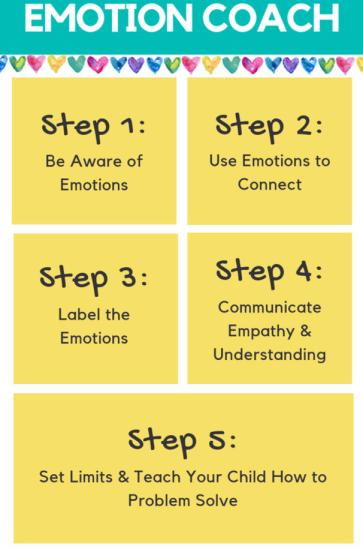 EMOTION COACH
Step 1:
Be Aware of
Emotions
Step 2:
Use Emotions to
Connect
Step 3:
Label the
Emotions
Step 4:
Communicate
Empathy &
Understanding
Step 5:
Set Limits & Teach Your Child How to
Problem Solve